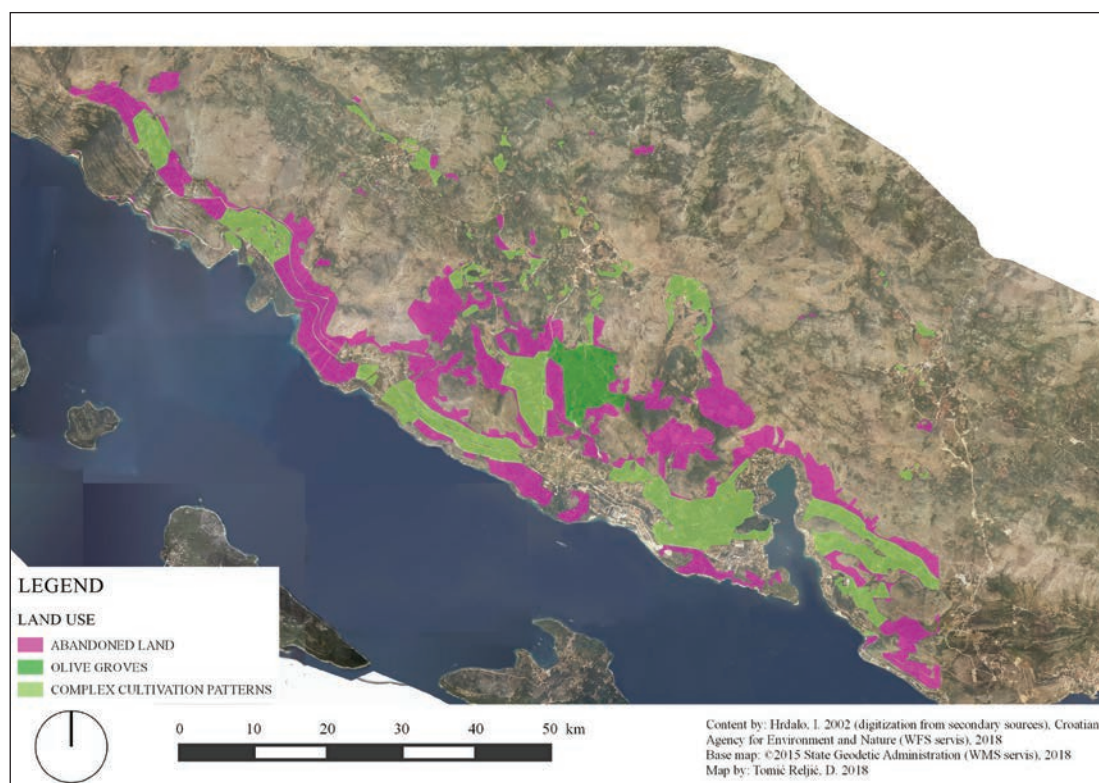 LEGEND
LAND USE
ABANDONED LAND
OLIVE GROVES
COMPLEX CULTIVATION PATTERNS
0 10 20 30 40 50 km
Content by: Hrdalo, I. 2002 (digitization from secondary sources), Croatian
Agency for Environment and Nature (WFS servis), 2018
Base map: ©2015 State Geodetic Administration (WMS servis), 2018
Map by: Tomić Reljić, D. 2018